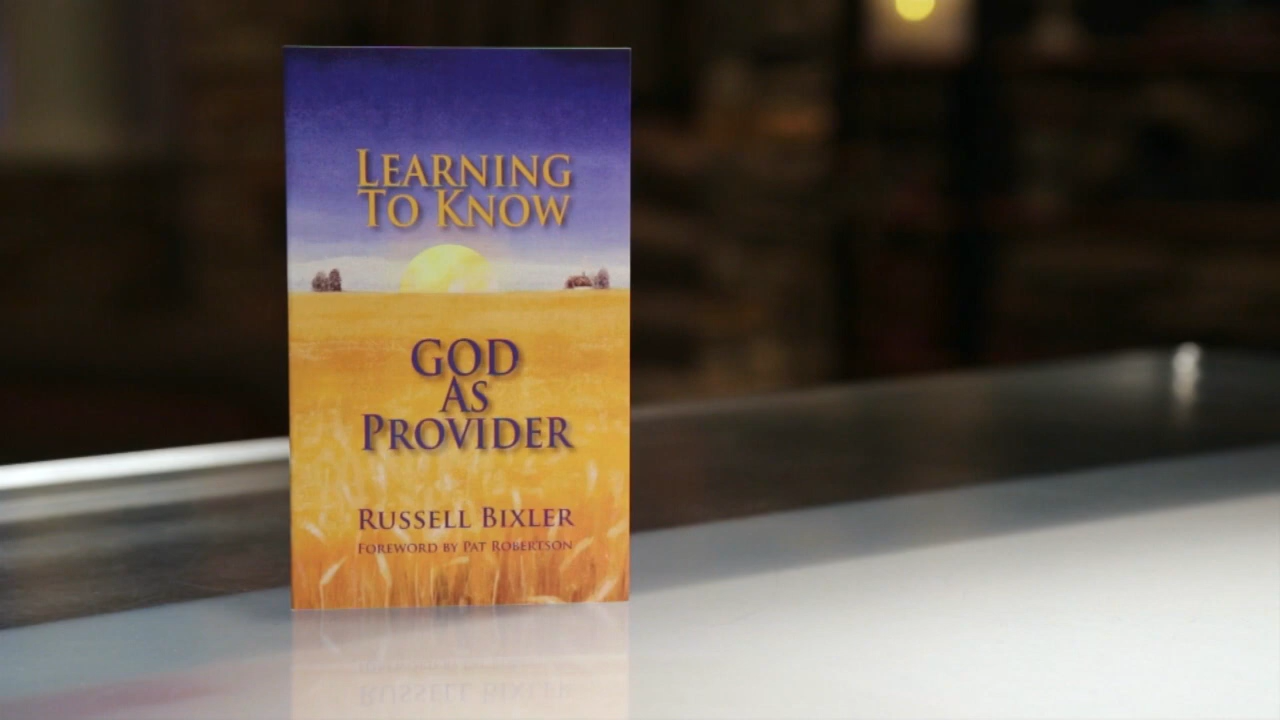 LEARNING
TO KNOW
GOD
AS
PROVIDER
RUSSELL BIXLER
FOREWORD BY PAT ROBERTSON